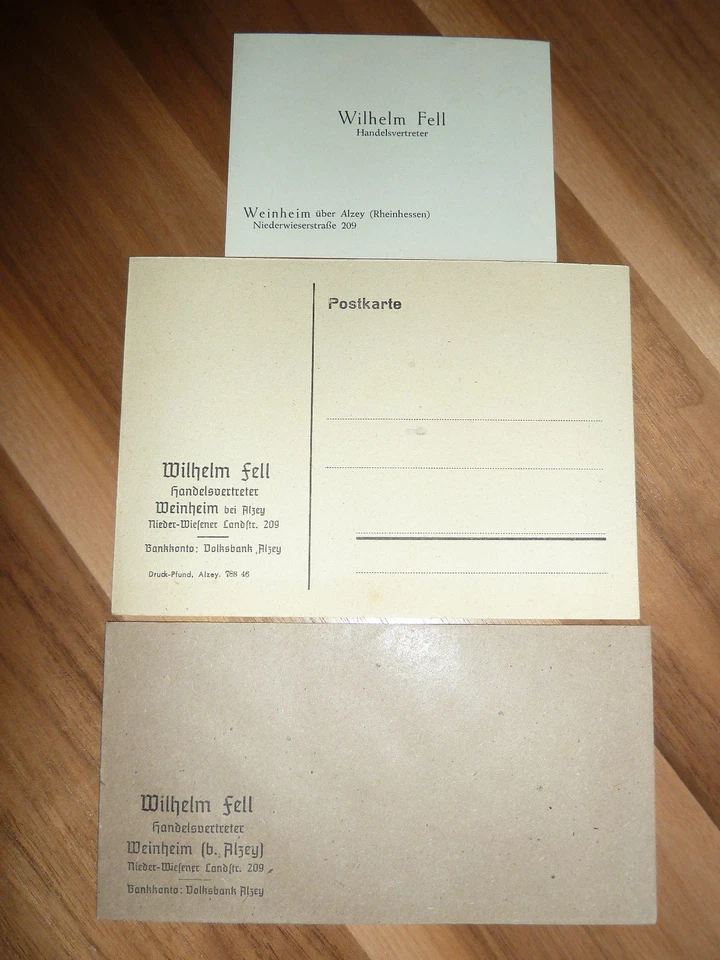 Wilhelm Fell
Handelsvertreter
Weinheim über Alzey (Rheinhessen)
Niederwieserstraße 209
Postkarte
Wilhelm Fell
Handelsvertreter
Weinheim bei Alzey
Nieder-Wieſener Landſtr. 209
Bankkonto: Volksbank Alzey
Druck-Pfund, Alzey. 788 46
Wilhelm Fell
Handelsvertreter
Weinheim (b. Alzey)
Nieder-Wieſener Landſtr. 209
Bankkonto: Volksbank Alzey